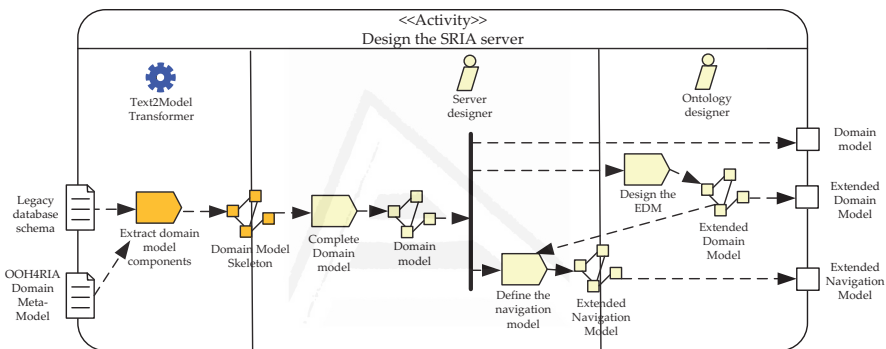 <<Activity>>
Design the SRIA server
Text2Model
Transformer
Server
designer
Ontology
designer
Legacy
database
schema
OOH4RIA
Domain
Meta-
Model
Extract domain
model
components
Domain Model
Skeleton
Complete
Domain
model
Domain
model
Design the
EDM
Extended
Domain
Model
Define the
navigation
model
Extended
Navigation
Model
Domain
model
Extended
Domain
Model
Extended
Navigation
Model